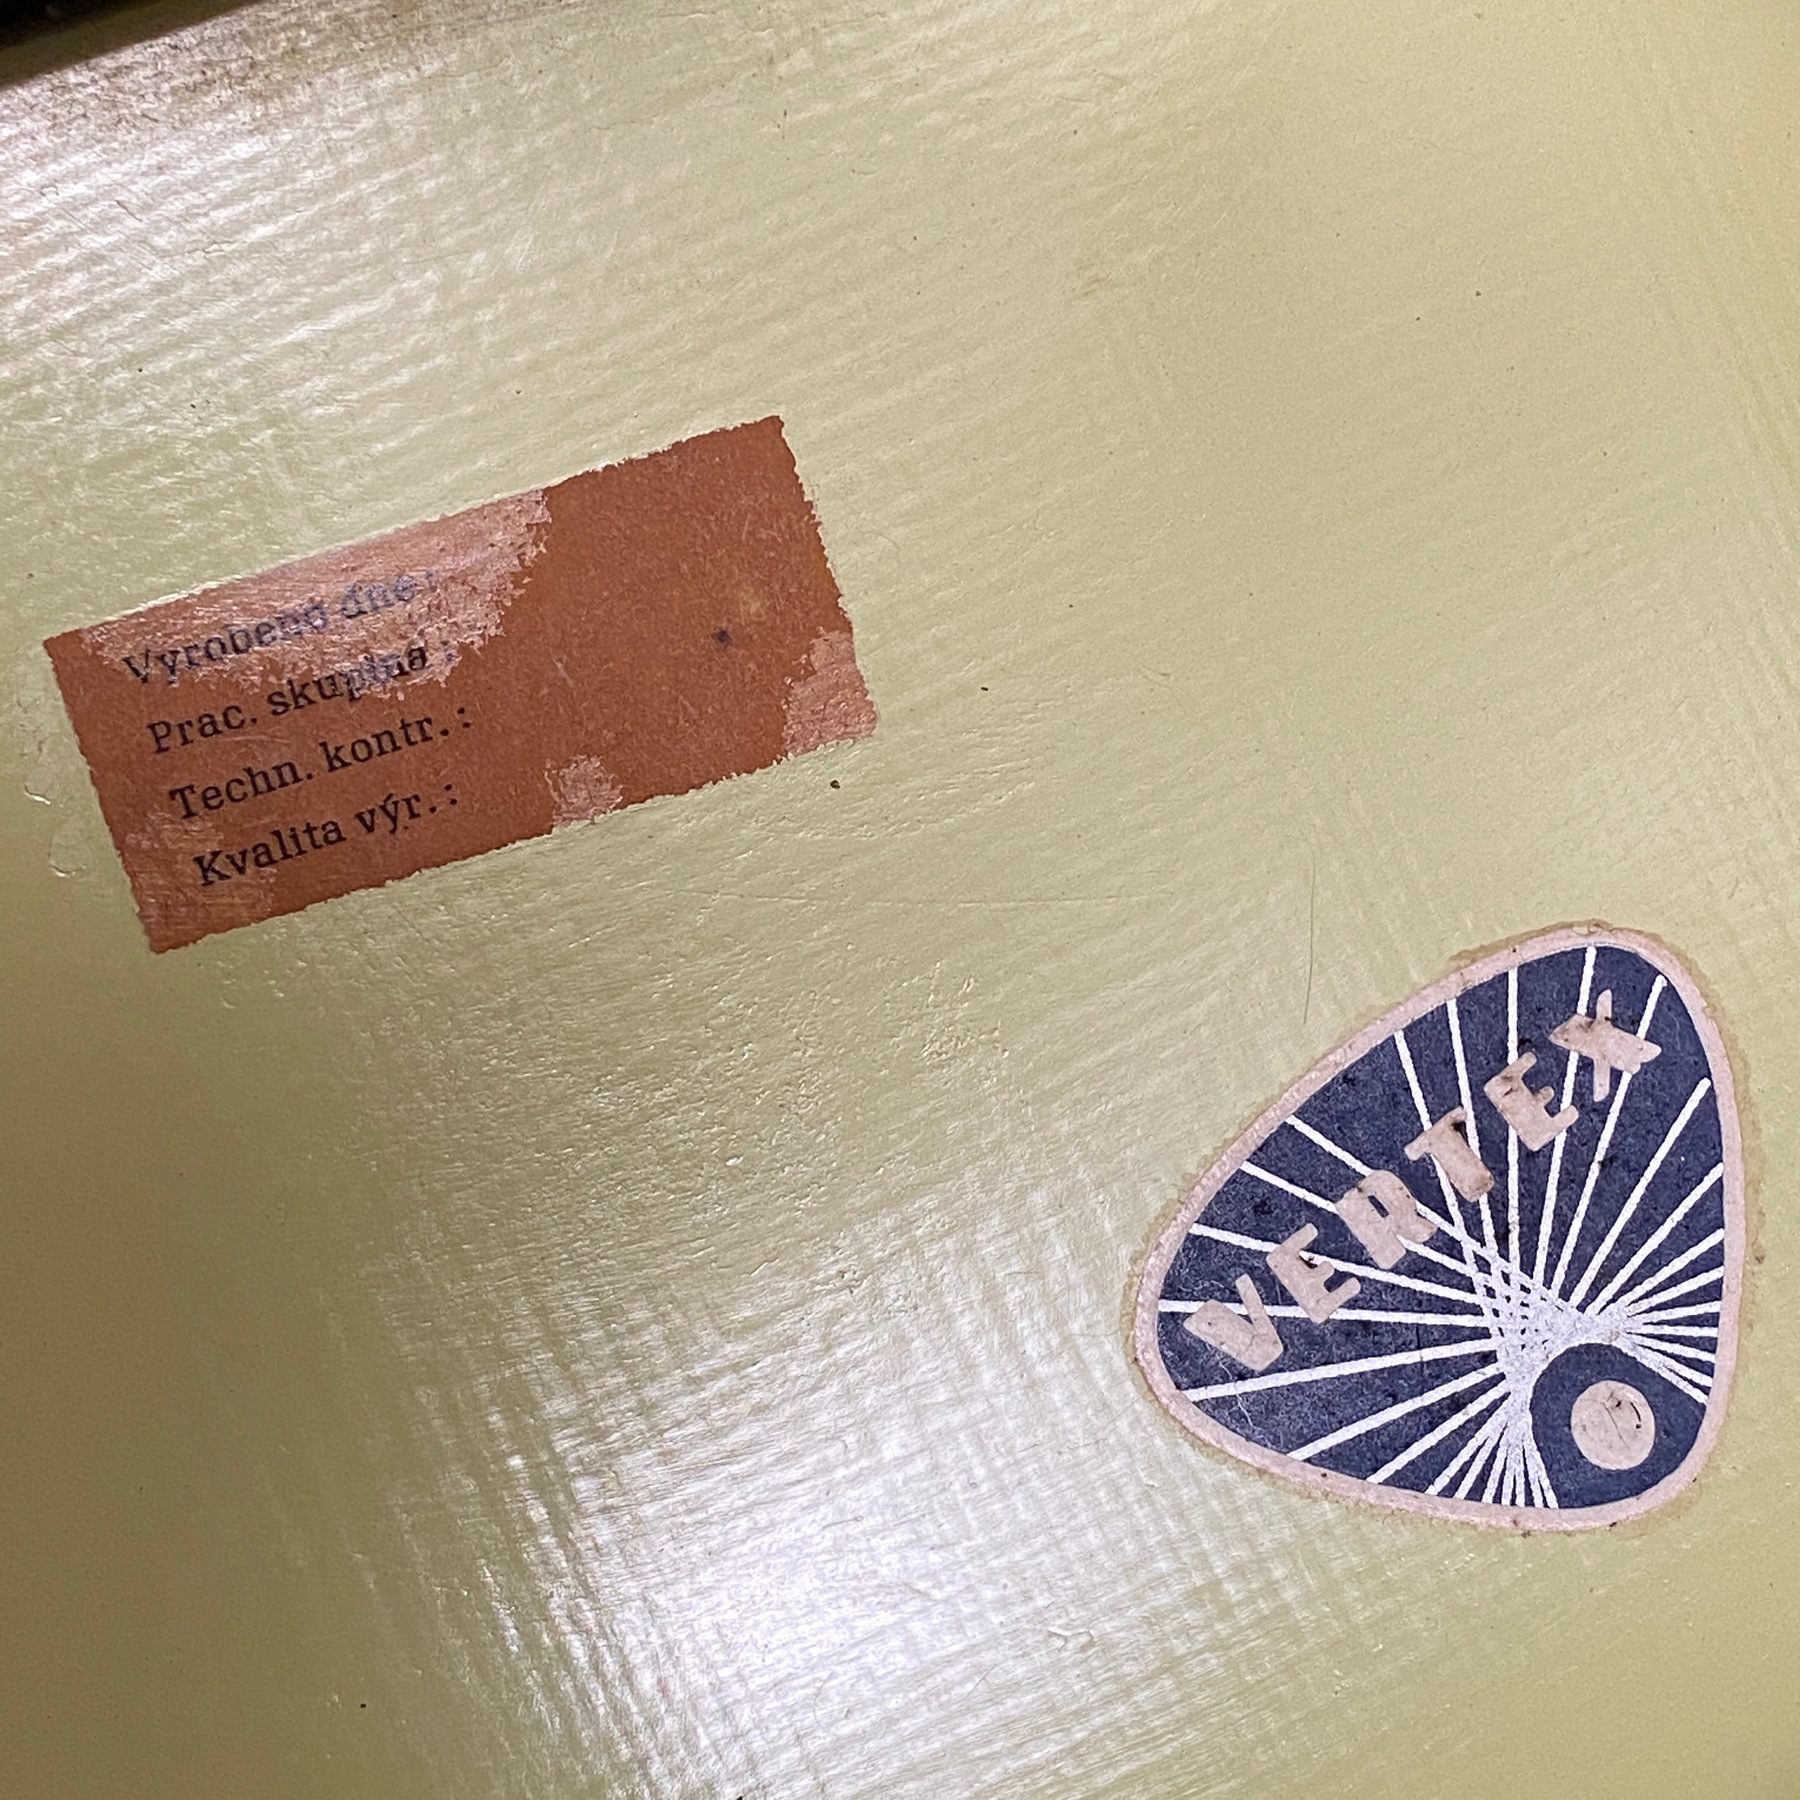 Vyrobeno dne:
Prac. skupina:
Techn. kontr.:
Kvalita výr.:
VERTEX